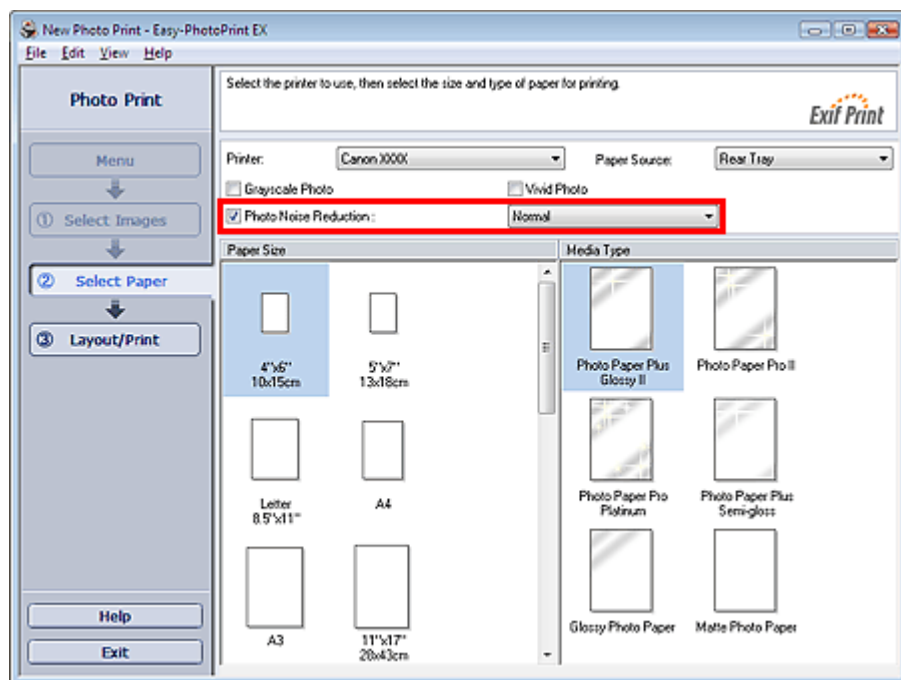 New Photo Print - Easy-PhotoPrint EX
File Edit View Help
Photo Print
Select the printer to use, then select the size and type of paper for printing.
Exif Print
Menu
① Select Images
② Select Paper
③ Layout/Print
Help
Exit
Printer: Canon XXXX Paper Source: Rear Tray
Grayscale Photo Vivid Photo
Photo Noise Reduction : Normal
Paper Size
4"x6"
10x15cm
5"x7"
13x18cm
Letter
8.5"x11"
A4
A3
11"x17"
28x43cm
Media Type
Photo Paper Plus
Glossy II
Photo Paper Pro II
Photo Paper Pro
Platinum
Photo Paper Plus
Semi-gloss
Glossy Photo Paper
Matte Photo Paper